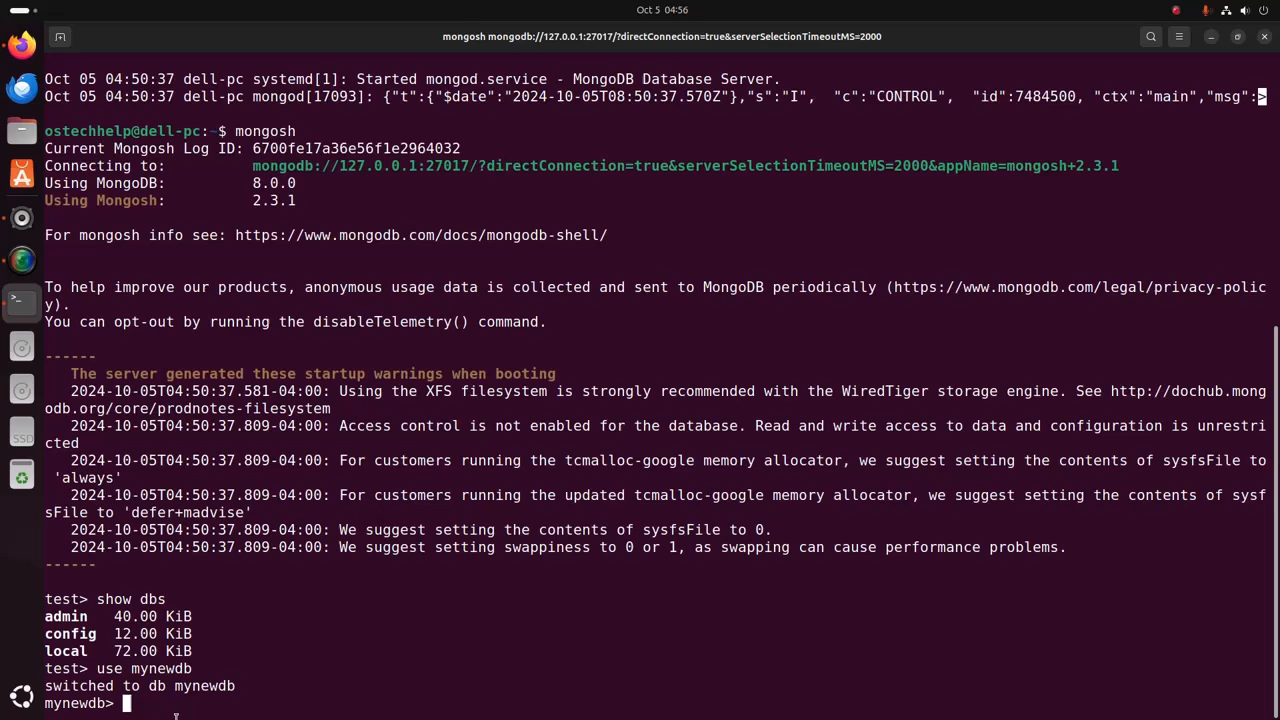 Oct 5 04:56
mongosh mongodb://127.0.0.1:27017/?directConnection=true&serverSelectionTimeoutMS=2000
Oct 05 04:50:37 dell-pc systemd[1]: Started mongod.service - MongoDB Database Server.
Oct 05 04:50:37 dell-pc mongod[17093]: {"t":{"$date":"2024-10-05T08:50:37.570Z"},"s":"I",  "c":"CONTROL",  "id":7484500, "ctx":"main","msg":>
ostechhelp@dell-pc:~$ mongosh
Current Mongosh Log ID: 6700fe17a36e56f1e2964032
Connecting to:          mongodb://127.0.0.1:27017/?directConnection=true&serverSelectionTimeoutMS=2000&appName=mongosh+2.3.1
Using MongoDB:          8.0.0
Using Mongosh:          2.3.1
For mongosh info see: https://www.mongodb.com/docs/mongodb-shell/
To help improve our products, anonymous usage data is collected and sent to MongoDB periodically (https://www.mongodb.com/legal/privacy-polic
y).
You can opt-out by running the disableTelemetry() command.
------
   The server generated these startup warnings when booting
   2024-10-05T04:50:37.581-04:00: Using the XFS filesystem is strongly recommended with the WiredTiger storage engine. See http://dochub.mong
odb.org/core/prodnotes-filesystem
   2024-10-05T04:50:37.809-04:00: Access control is not enabled for the database. Read and write access to data and configuration is unrestri
cted
   2024-10-05T04:50:37.809-04:00: For customers running the tcmalloc-google memory allocator, we suggest setting the contents of sysfsFile to
 'always'
   2024-10-05T04:50:37.809-04:00: For customers running the updated tcmalloc-google memory allocator, we suggest setting the contents of sysf
sFile to 'defer+madvise'
   2024-10-05T04:50:37.809-04:00: We suggest setting the contents of sysfsFile to 0.
   2024-10-05T04:50:37.809-04:00: We suggest setting swappiness to 0 or 1, as swapping can cause performance problems.
------
test> show dbs
admin   40.00 KiB
config  12.00 KiB
local   72.00 KiB
test> use mynewdb
switched to db mynewdb
mynewdb>